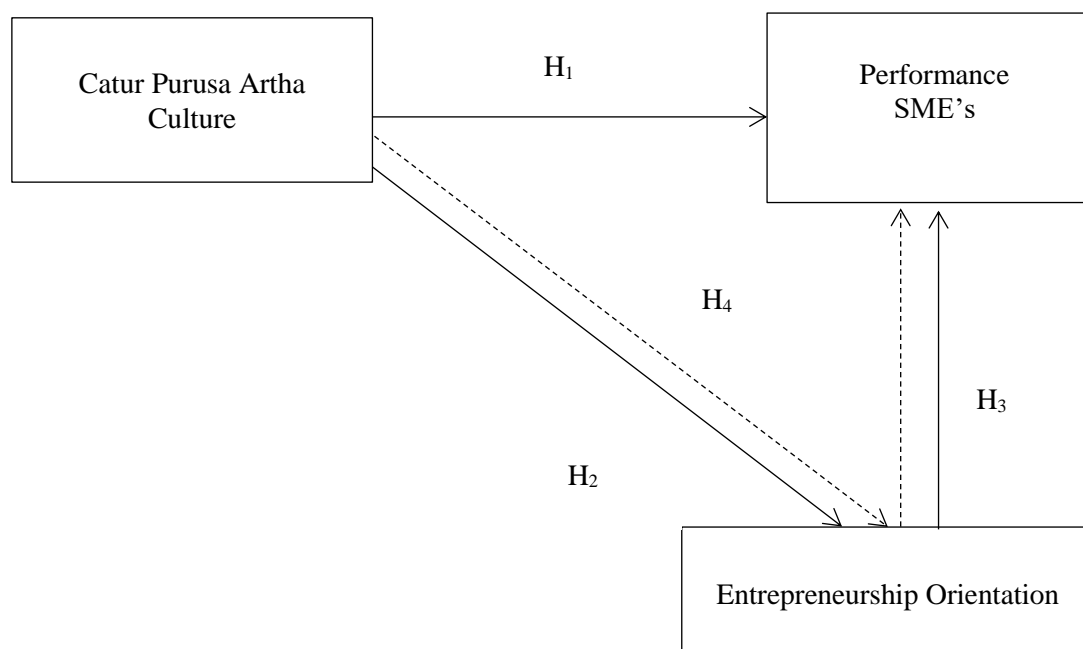 Catur Purusa Artha
Culture
H₁
Performance
SME's
H₄
H₃
H₂
Entrepreneurship Orientation